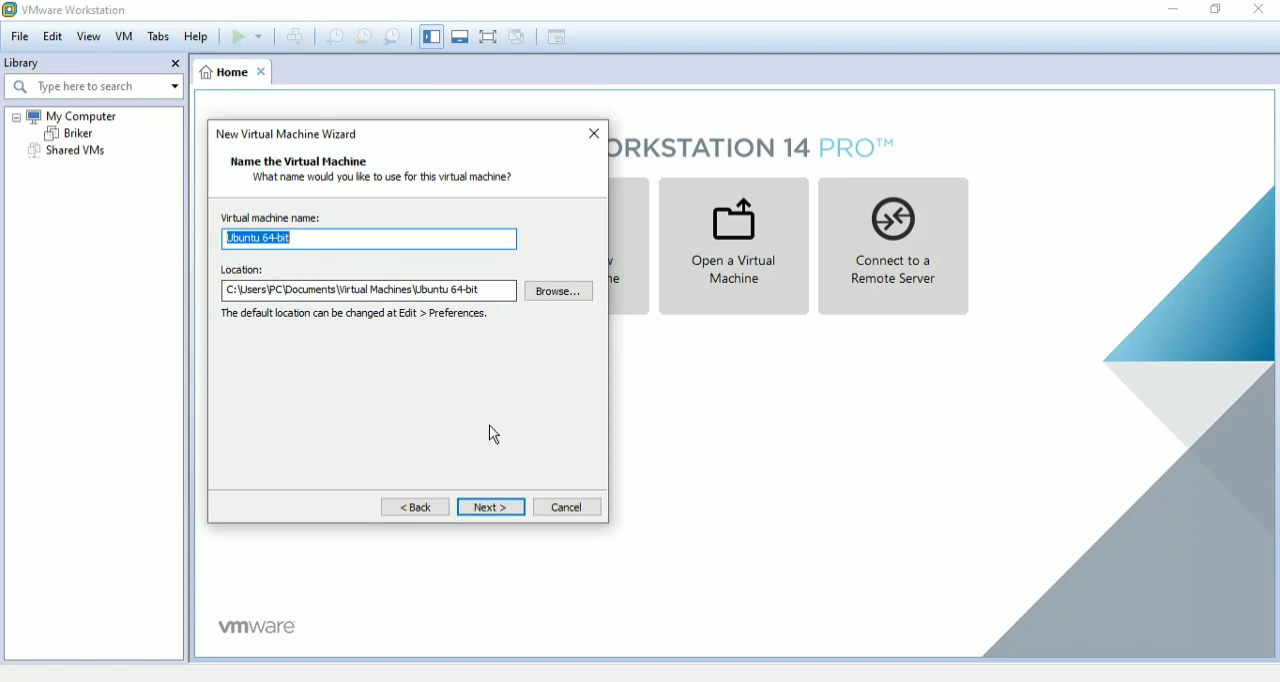 VMware Workstation
File Edit View VM Tabs Help
Library
Type here to search
My Computer
Briker
Shared VMs
Home
ORKSTATION 14 PRO™
New Virtual Machine Wizard
Name the Virtual Machine
What name would you like to use for this virtual machine?
Virtual machine name:
Ubuntu 64-bit
Location:
C:\Users\PC\Documents\Virtual Machines\Ubuntu 64-bit
Browse...
The default location can be changed at Edit > Preferences.
< Back
Next >
Cancel
Open a Virtual
Machine
Connect to a
Remote Server
vmware